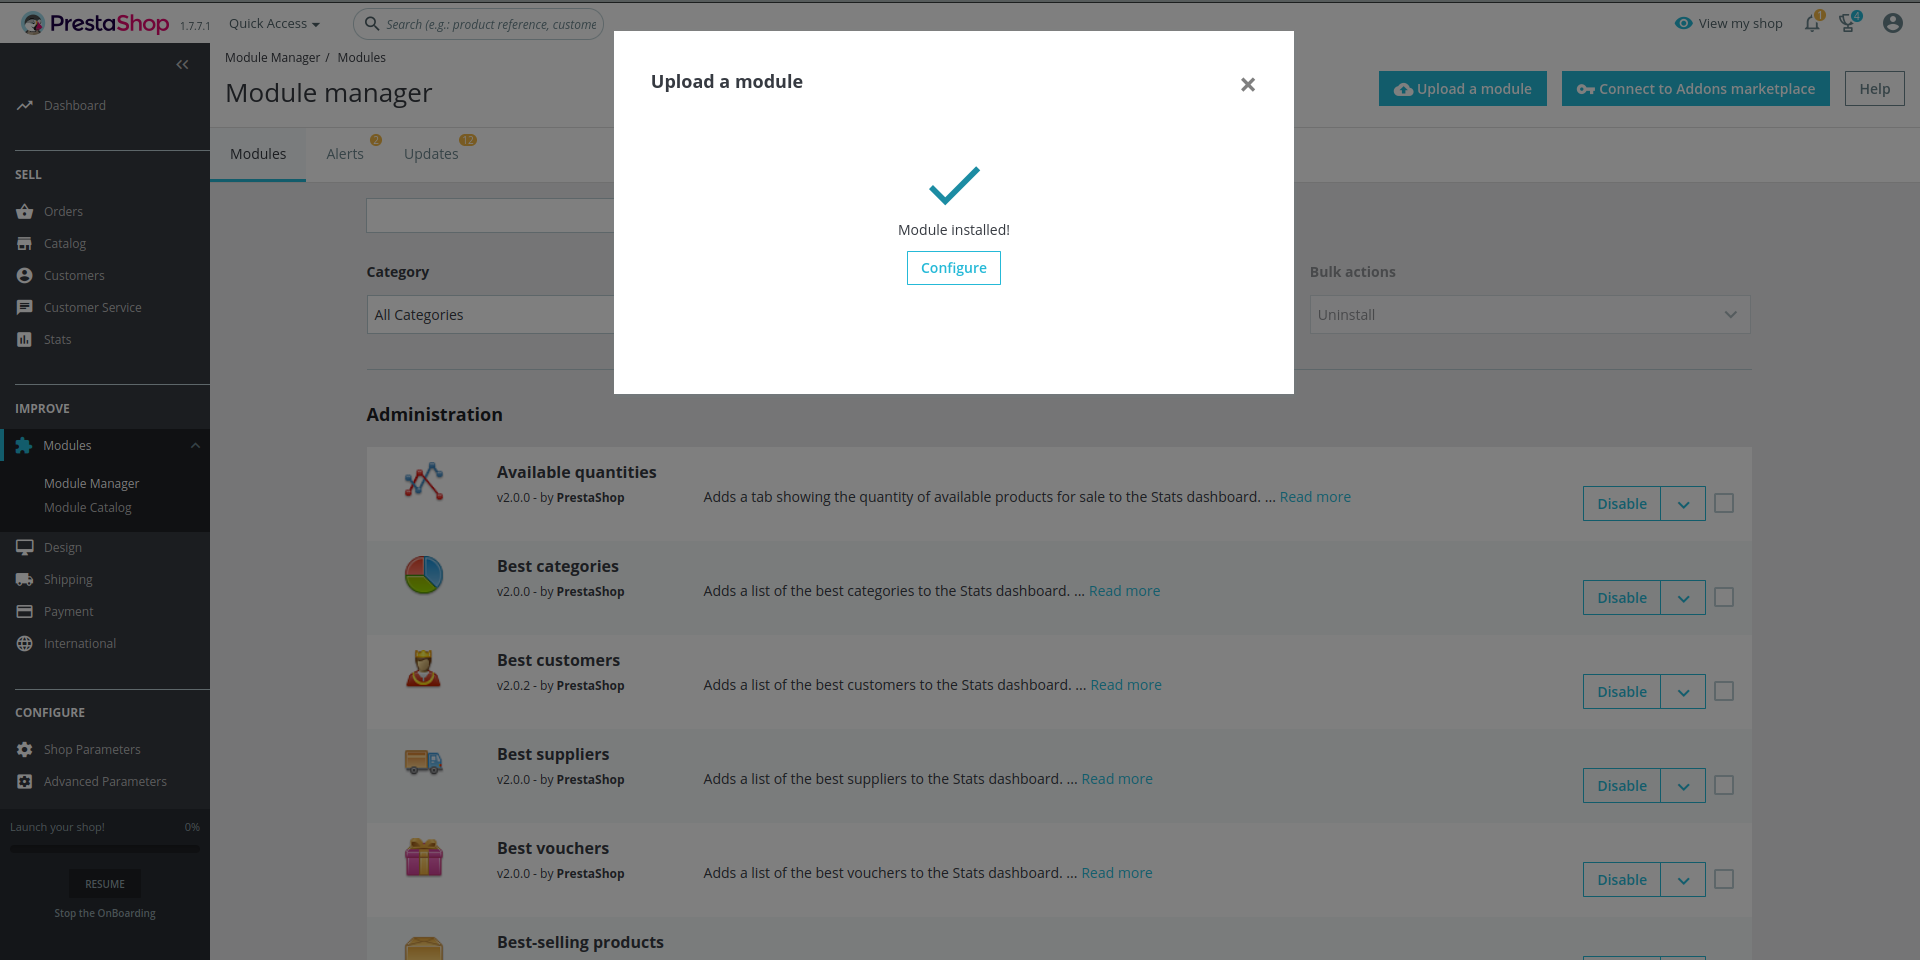 PrestaShop 1.7.7.1 Quick Access Search (e.g.: product reference, custome View my shop 1 4
Module Manager / Modules
Module manager
Upload a module
Connect to Addons marketplace
Help
Modules
Alerts 2
Updates 12
Upload a module
Module installed!
Configure
Category
All Categories
Bulk actions
Uninstall
Dashboard
SELL
Orders
Catalog
Customers
Customer Service
Stats
IMPROVE
Modules
Module Manager
Module Catalog
Design
Shipping
Payment
International
CONFIGURE
Shop Parameters
Advanced Parameters
Launch your shop! 0%
RESUME
Stop the OnBoarding
Administration
Available quantities
v2.0.0 - by PrestaShop Adds a tab showing the quantity of available products for sale to the Stats dashboard. ... Read more
Disable
Best categories
v2.0.0 - by PrestaShop Adds a list of the best categories to the Stats dashboard. ... Read more
Disable
Best customers
v2.0.2 - by PrestaShop Adds a list of the best customers to the Stats dashboard. ... Read more
Disable
Best suppliers
v2.0.0 - by PrestaShop Adds a list of the best suppliers to the Stats dashboard. ... Read more
Disable
Best vouchers
v2.0.0 - by PrestaShop Adds a list of the best vouchers to the Stats dashboard. ... Read more
Disable
Best-selling products